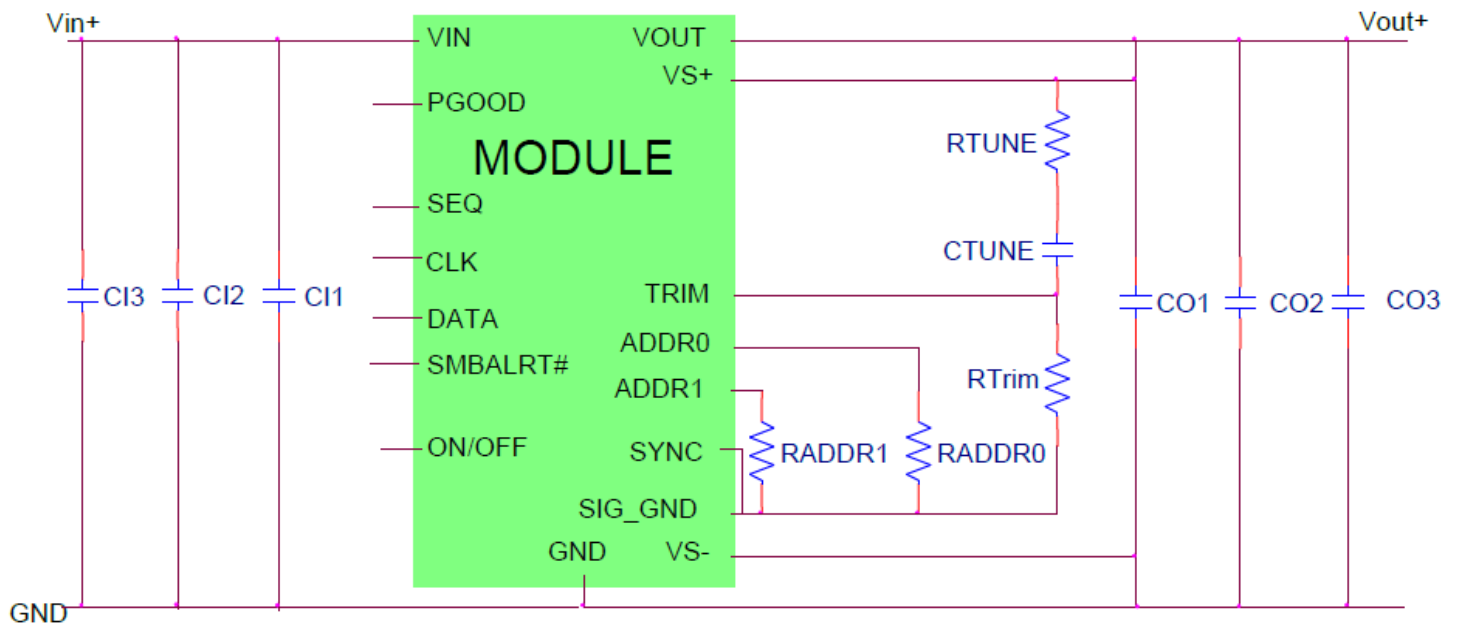 Vin+
Vout+
VIN
VOUT
VS+
PGOOD
MODULE
RTUNE
SEQ
CTUNE
CLK
TRIM
CI3
CI2
CI1
CO1
CO2
CO3
DATA
ADDR0
SMBALRT#
ADDR1
RTrim
ON/OFF
SYNC
RADDR1
RADDR0
SIG_GND
GND
VS-
GND